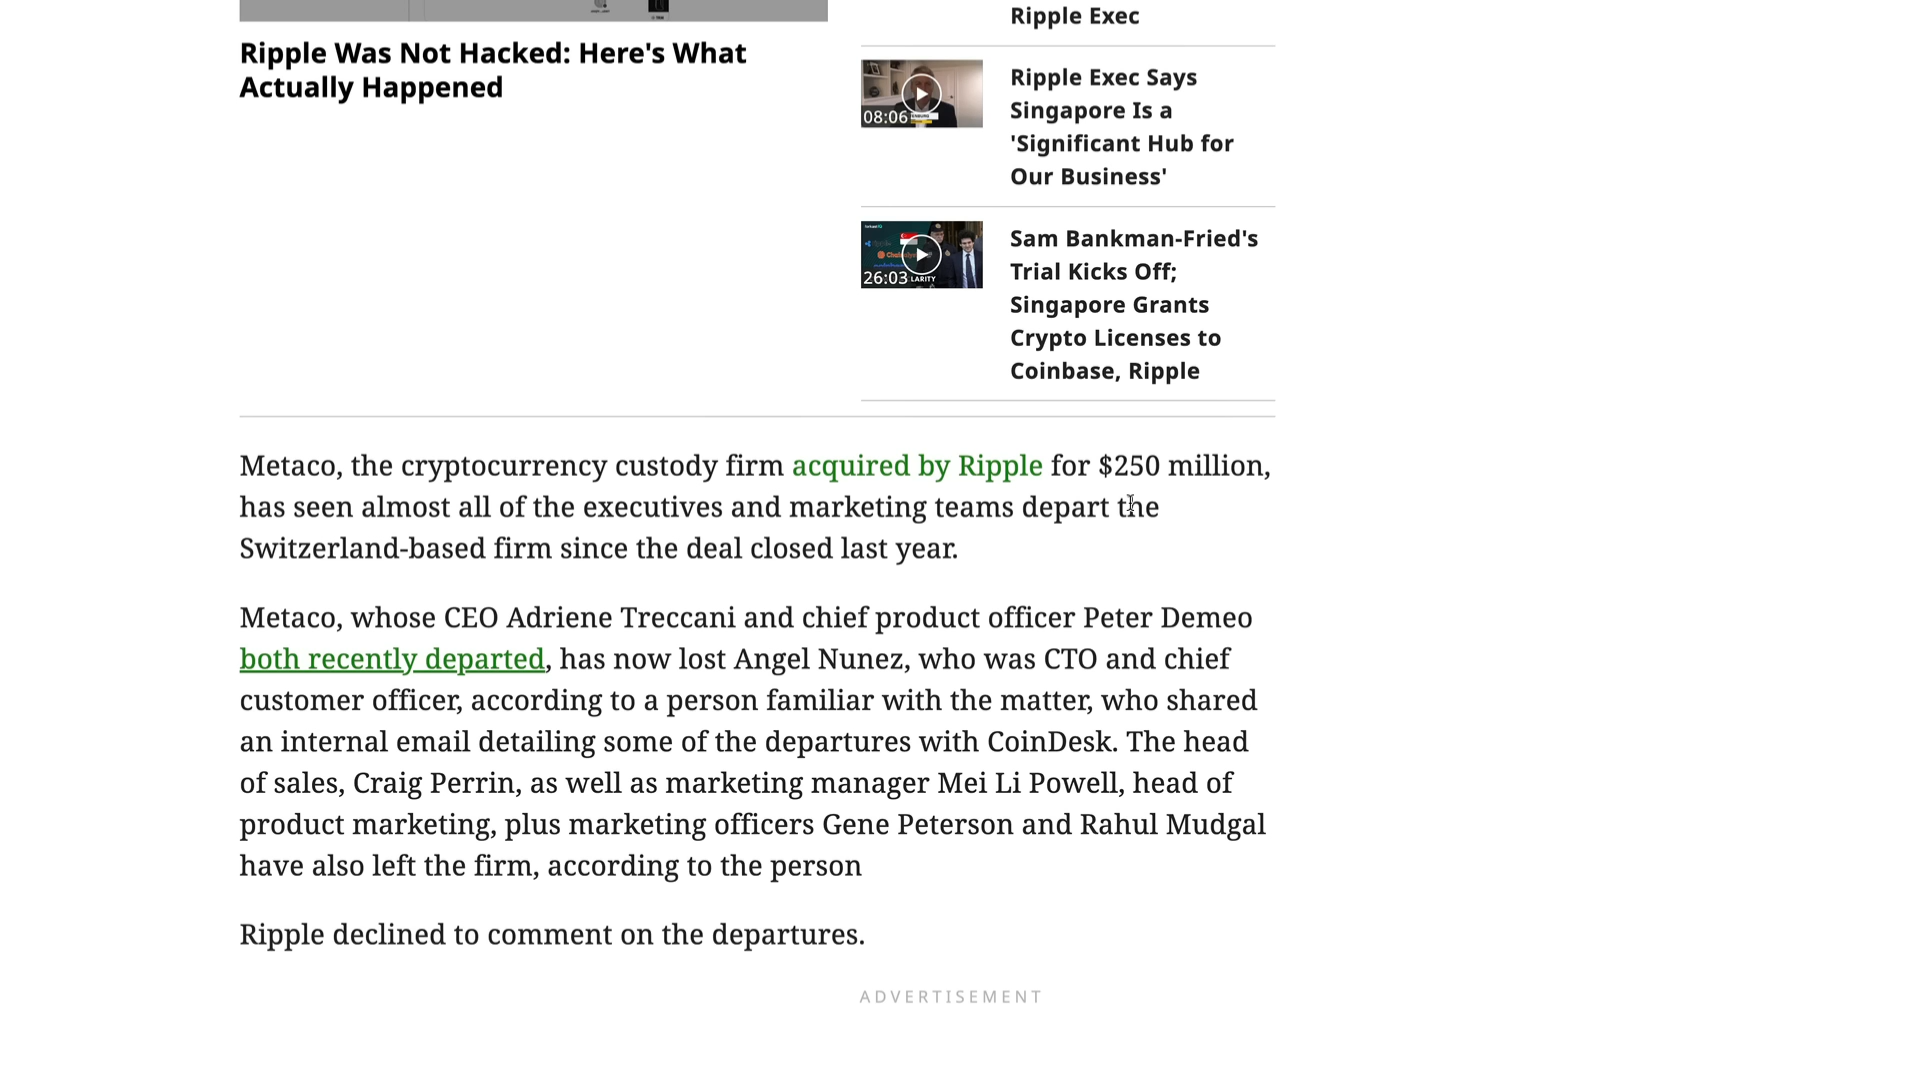 Ripple Was Not Hacked: Here's What
Actually Happened
Ripple Exec
08:06
Ripple Exec Says
Singapore Is a
'Significant Hub for
Our Business'
26:03
LARITY
Sam Bankman-Fried's
Trial Kicks Off;
Singapore Grants
Crypto Licenses to
Coinbase, Ripple
Metaco, the cryptocurrency custody firm acquired by Ripple for $250 million,
has seen almost all of the executives and marketing teams depart the
Switzerland-based firm since the deal closed last year.
Metaco, whose CEO Adriene Treccani and chief product officer Peter Demeo
both recently departed, has now lost Angel Nunez, who was CTO and chief
customer officer, according to a person familiar with the matter, who shared
an internal email detailing some of the departures with CoinDesk. The head
of sales, Craig Perrin, as well as marketing manager Mei Li Powell, head of
product marketing, plus marketing officers Gene Peterson and Rahul Mudgal
have also left the firm, according to the person
Ripple declined to comment on the departures.
ADVERTISEMENT